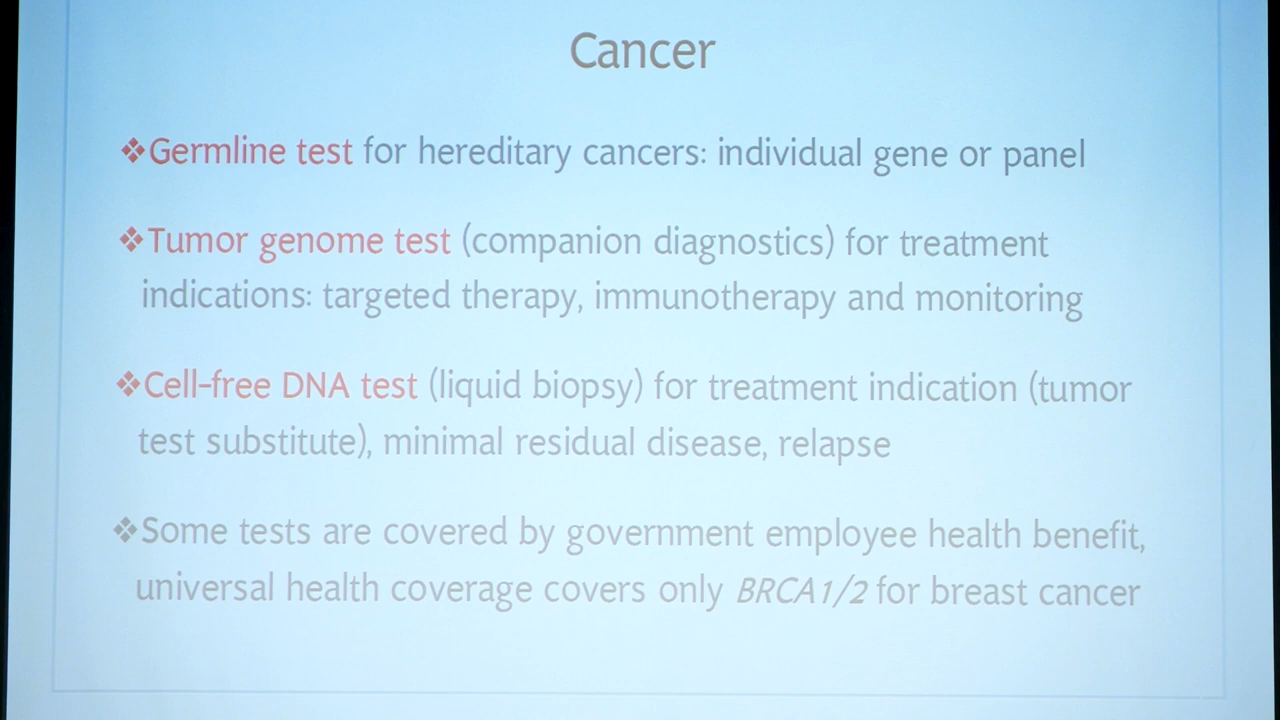 Cancer
❖Germline test for hereditary cancers: individual gene or panel
❖Tumor genome test (companion diagnostics) for treatment
indications: targeted therapy, immunotherapy and monitoring
❖Cell-free DNA test (liquid biopsy) for treatment indication (tumor
test substitute), minimal residual disease, relapse
❖Some tests are covered by government employee health benefit,
universal health coverage covers only BRCA1/2 for breast cancer